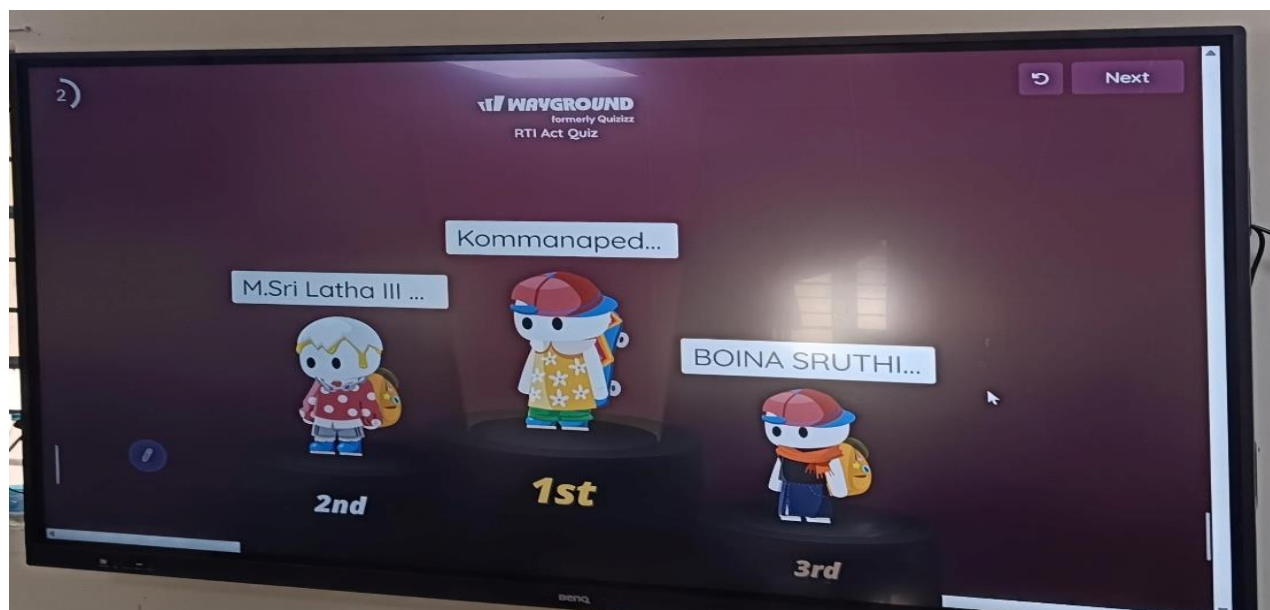 2
Next
WAYGROUND
formerly Quizizz
RTI Act Quiz
Kommanaped...
M.Sri Latha III ...
BOINA SRUTHI...
1st
2nd
3rd
BenQ